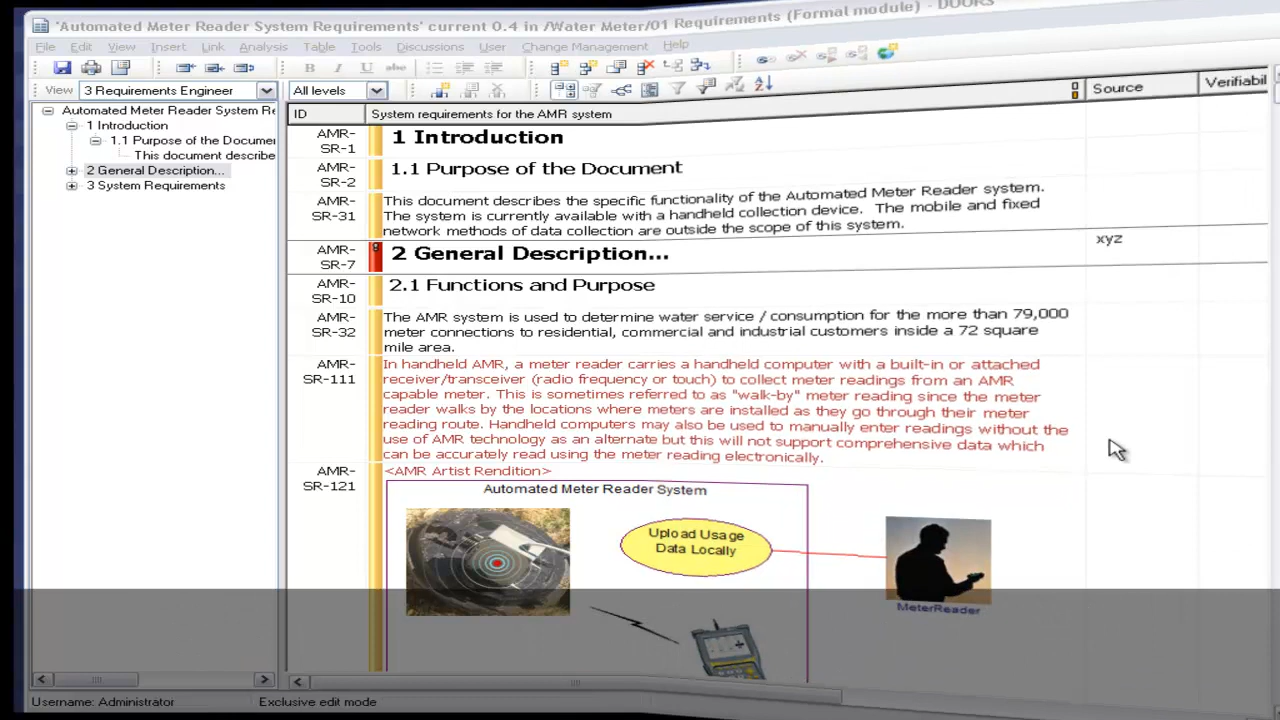 'Automated Meter Reader System Requirements' current 0.4 in /Water Meter/01 Requirements (Formal module) - DOORS
File Edit View Insert Link Analysis Table Tools Discussions User Change Management Help
B I U abc
View 3 Requirements Engineer All levels
Automated Meter Reader System Re
1 Introduction
1.1 Purpose of the Documer
This document describe
2 General Description...
3 System Requirements
ID System requirements for the AMR system Source Verifiabil
AMR-SR-1 1 Introduction
AMR-SR-2 1.1 Purpose of the Document
AMR-SR-31 This document describes the specific functionality of the Automated Meter Reader system.
The system is currently available with a handheld collection device. The mobile and fixed
network methods of data collection are outside the scope of this system.
AMR-SR-7 2 General Description... xyz
AMR-SR-10 2.1 Functions and Purpose
AMR-SR-32 The AMR system is used to determine water service / consumption for the more than 79,000
meter connections to residential, commercial and industrial customers inside a 72 square
mile area.
AMR-SR-111 In handheld AMR, a meter reader carries a handheld computer with a built-in or attached
receiver/transceiver (radio frequency or touch) to collect meter readings from an AMR
capable meter. This is sometimes referred to as "walk-by" meter reading since the meter
reader walks by the locations where meters are installed as they go through their meter
reading route. Handheld computers may also be used to manually enter readings without the
use of AMR technology as an alternate but this will not support comprehensive data which
can be accurately read using the meter reading electronically.
AMR-SR-121 <AMR Artist Rendition>
Automated Meter Reader System
Upload Usage
Data Locally
MeterReader
Username: Administrator Exclusive edit mode